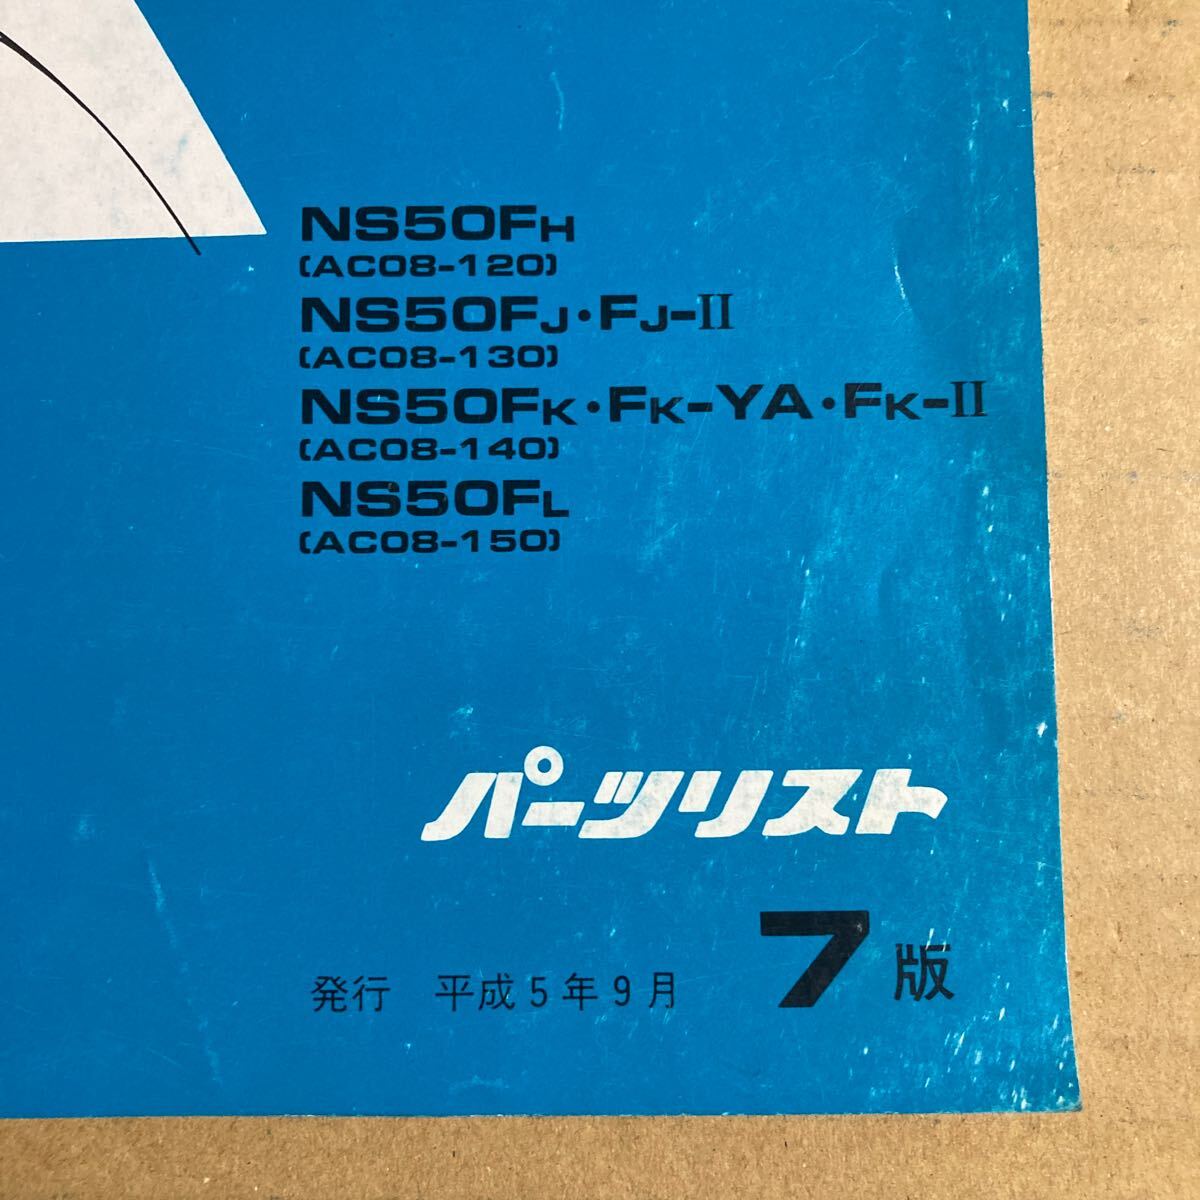 NS50FH
(AC08-120)
NS50FJ・FJ-II
(AC08-130)
NS50FK・FK-YA・FK-II
(AC08-140)
NS50FL
(AC08-150)
パーツリスト
発行 平成5年9月 7版